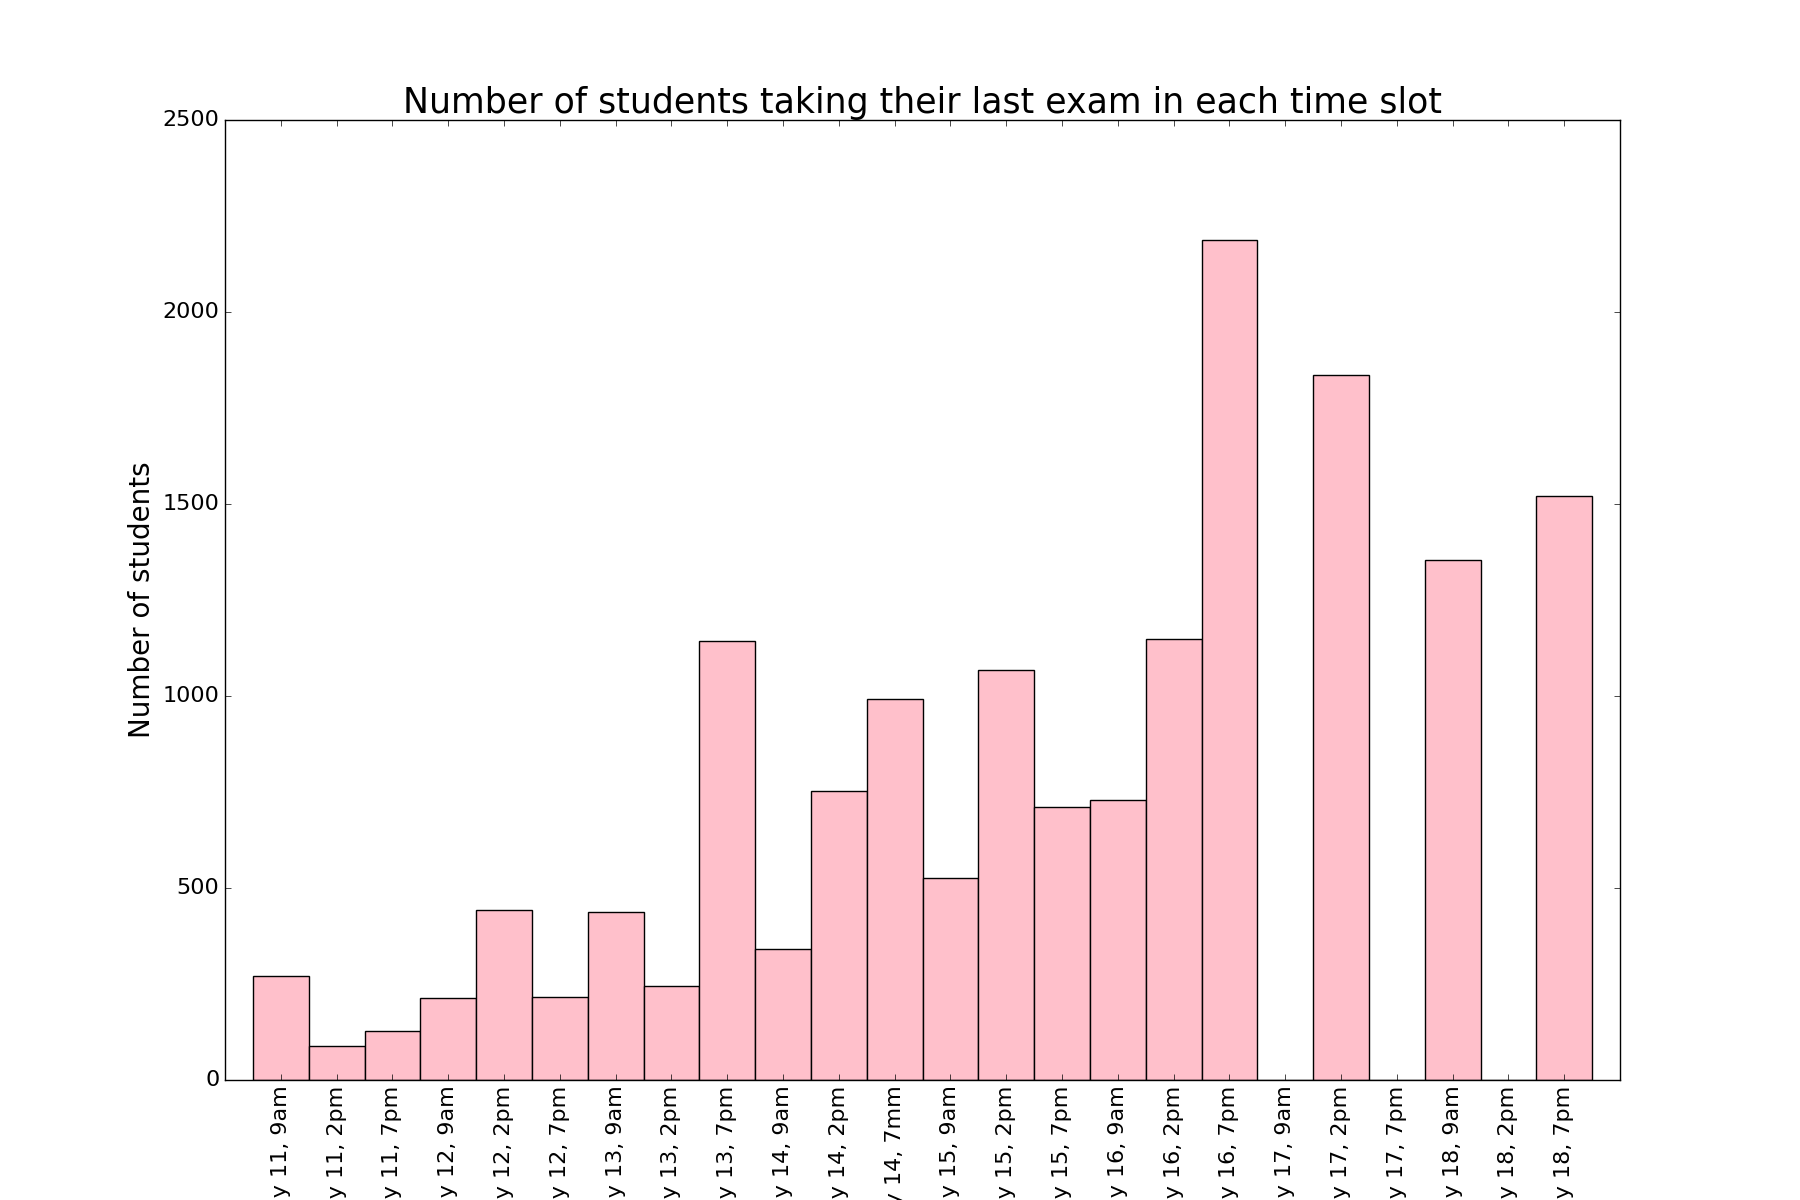 Number of students taking their last exam in each time slot
Number of students
2500
2000
1500
1000
500
0
y 11, 9am
y 11, 2pm
y 11, 7pm
y 12, 9am
y 12, 2pm
y 12, 7pm
y 13, 9am
y 13, 2pm
y 13, 7pm
y 14, 9am
y 14, 2pm
y 14, 7mm
y 15, 9am
y 15, 2pm
y 15, 7pm
y 16, 9am
y 16, 2pm
y 16, 7pm
y 17, 9am
y 17, 2pm
y 17, 7pm
y 18, 9am
y 18, 2pm
y 18, 7pm